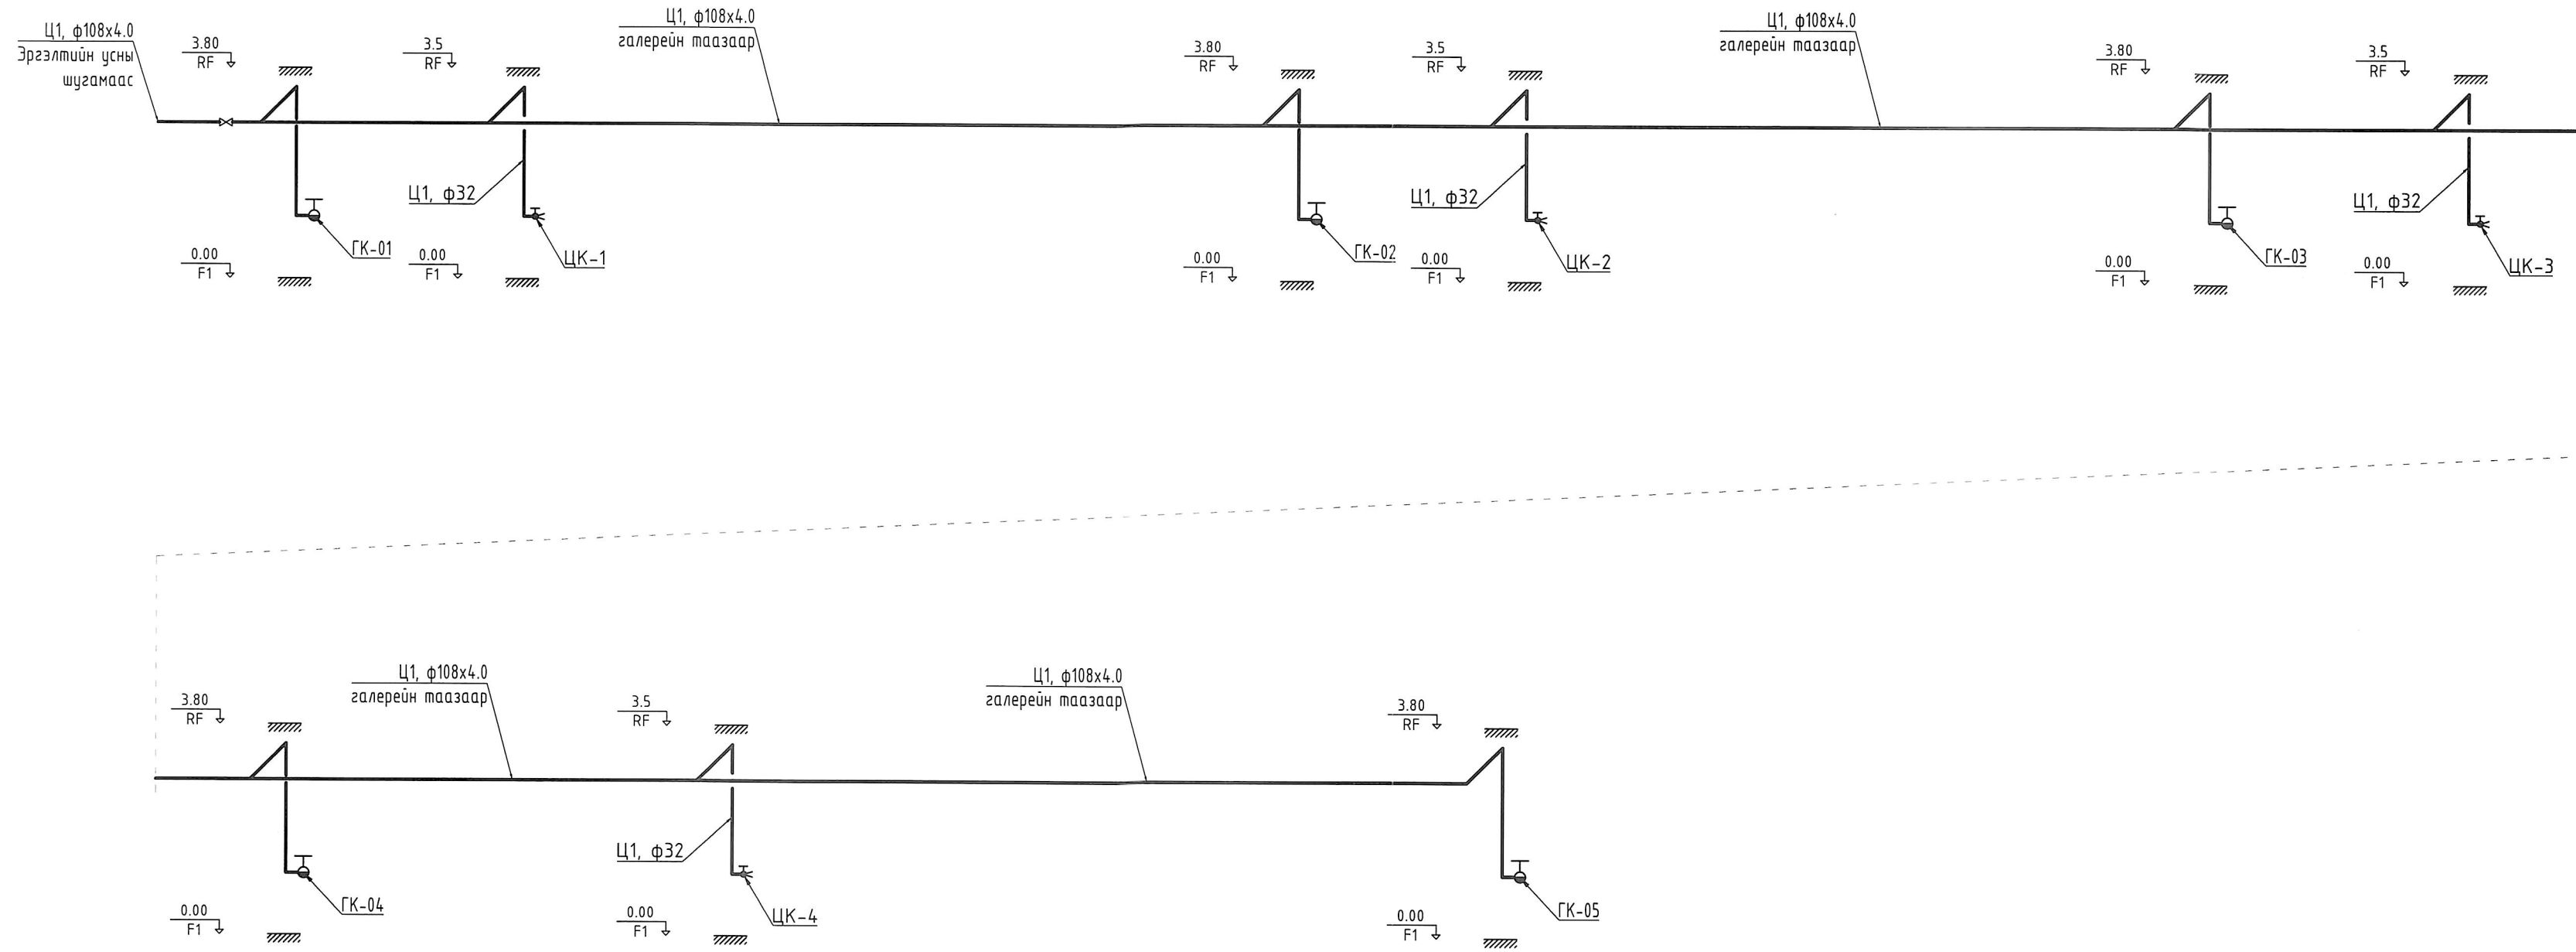 Ц1, ф108х4.0
Эргэлтийн усны
шугамаас
3.80
RF
3.5
RF
Ц1, ф108х4.0
галерейн таазаар
3.80
RF
3.5
RF
Ц1, ф108х4.0
галерейн таазаар
3.80
RF
3.5
RF
Ц1, ф32
Ц1, ф32
Ц1, ф32
ГК-01
ЦК-1
ГК-02
ЦК-2
ГК-03
ЦК-3
0.00
F1
0.00
F1
0.00
F1
0.00
F1
0.00
F1
0.00
F1
3.80
RF
Ц1, ф108х4.0
галерейн таазаар
3.5
RF
Ц1, ф108х4.0
галерейн таазаар
3.80
RF
Ц1, ф32
ГК-04
ЦК-4
ГК-05
0.00
F1
0.00
F1
0.00
F1